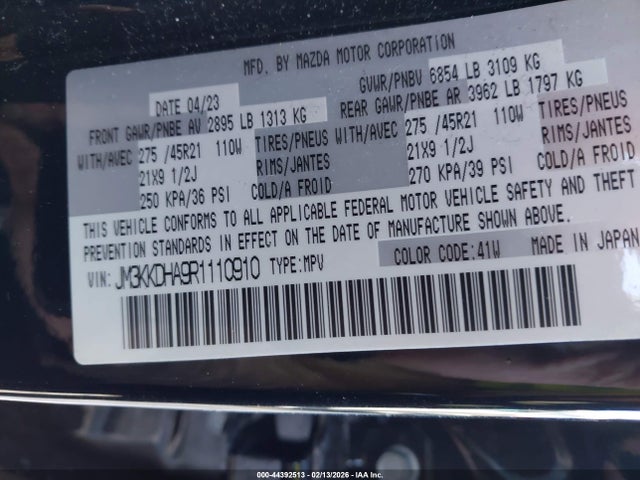 MFD. BY MAZDA MOTOR CORPORATION
DATE 04/23 GVWR/PNBV 6854 LB 3109 KG
FRONT GAWR/PNBE AV 2895 LB 1313 KG REAR GAWR/PNBE AR 3962 LB 1797 KG
WITH/AVEC 275 /45R21 110W TIRES/PNEUS WITH/AVEC 275 /45R21 110W TIRES/PNEUS
21X9 1/2J RIMS/JANTES 21X9 1/2J RIMS/JANTES
250 KPA/36 PSI COLD/A FROID 270 KPA/39 PSI COLD/A FROID
THIS VEHICLE CONFORMS TO ALL APPLICABLE FEDERAL MOTOR VEHICLE SAFETY AND THEFT
PREVENTION STANDARDS IN EFFECT ON THE DATE OF MANUFACTURE SHOWN ABOVE.
COLOR CODE:41W MADE IN JAPAN
VIN: JM3KKDHA9R1110910 TYPE:MPV
000-44392513 - 02/13/2026 - IAA Inc.